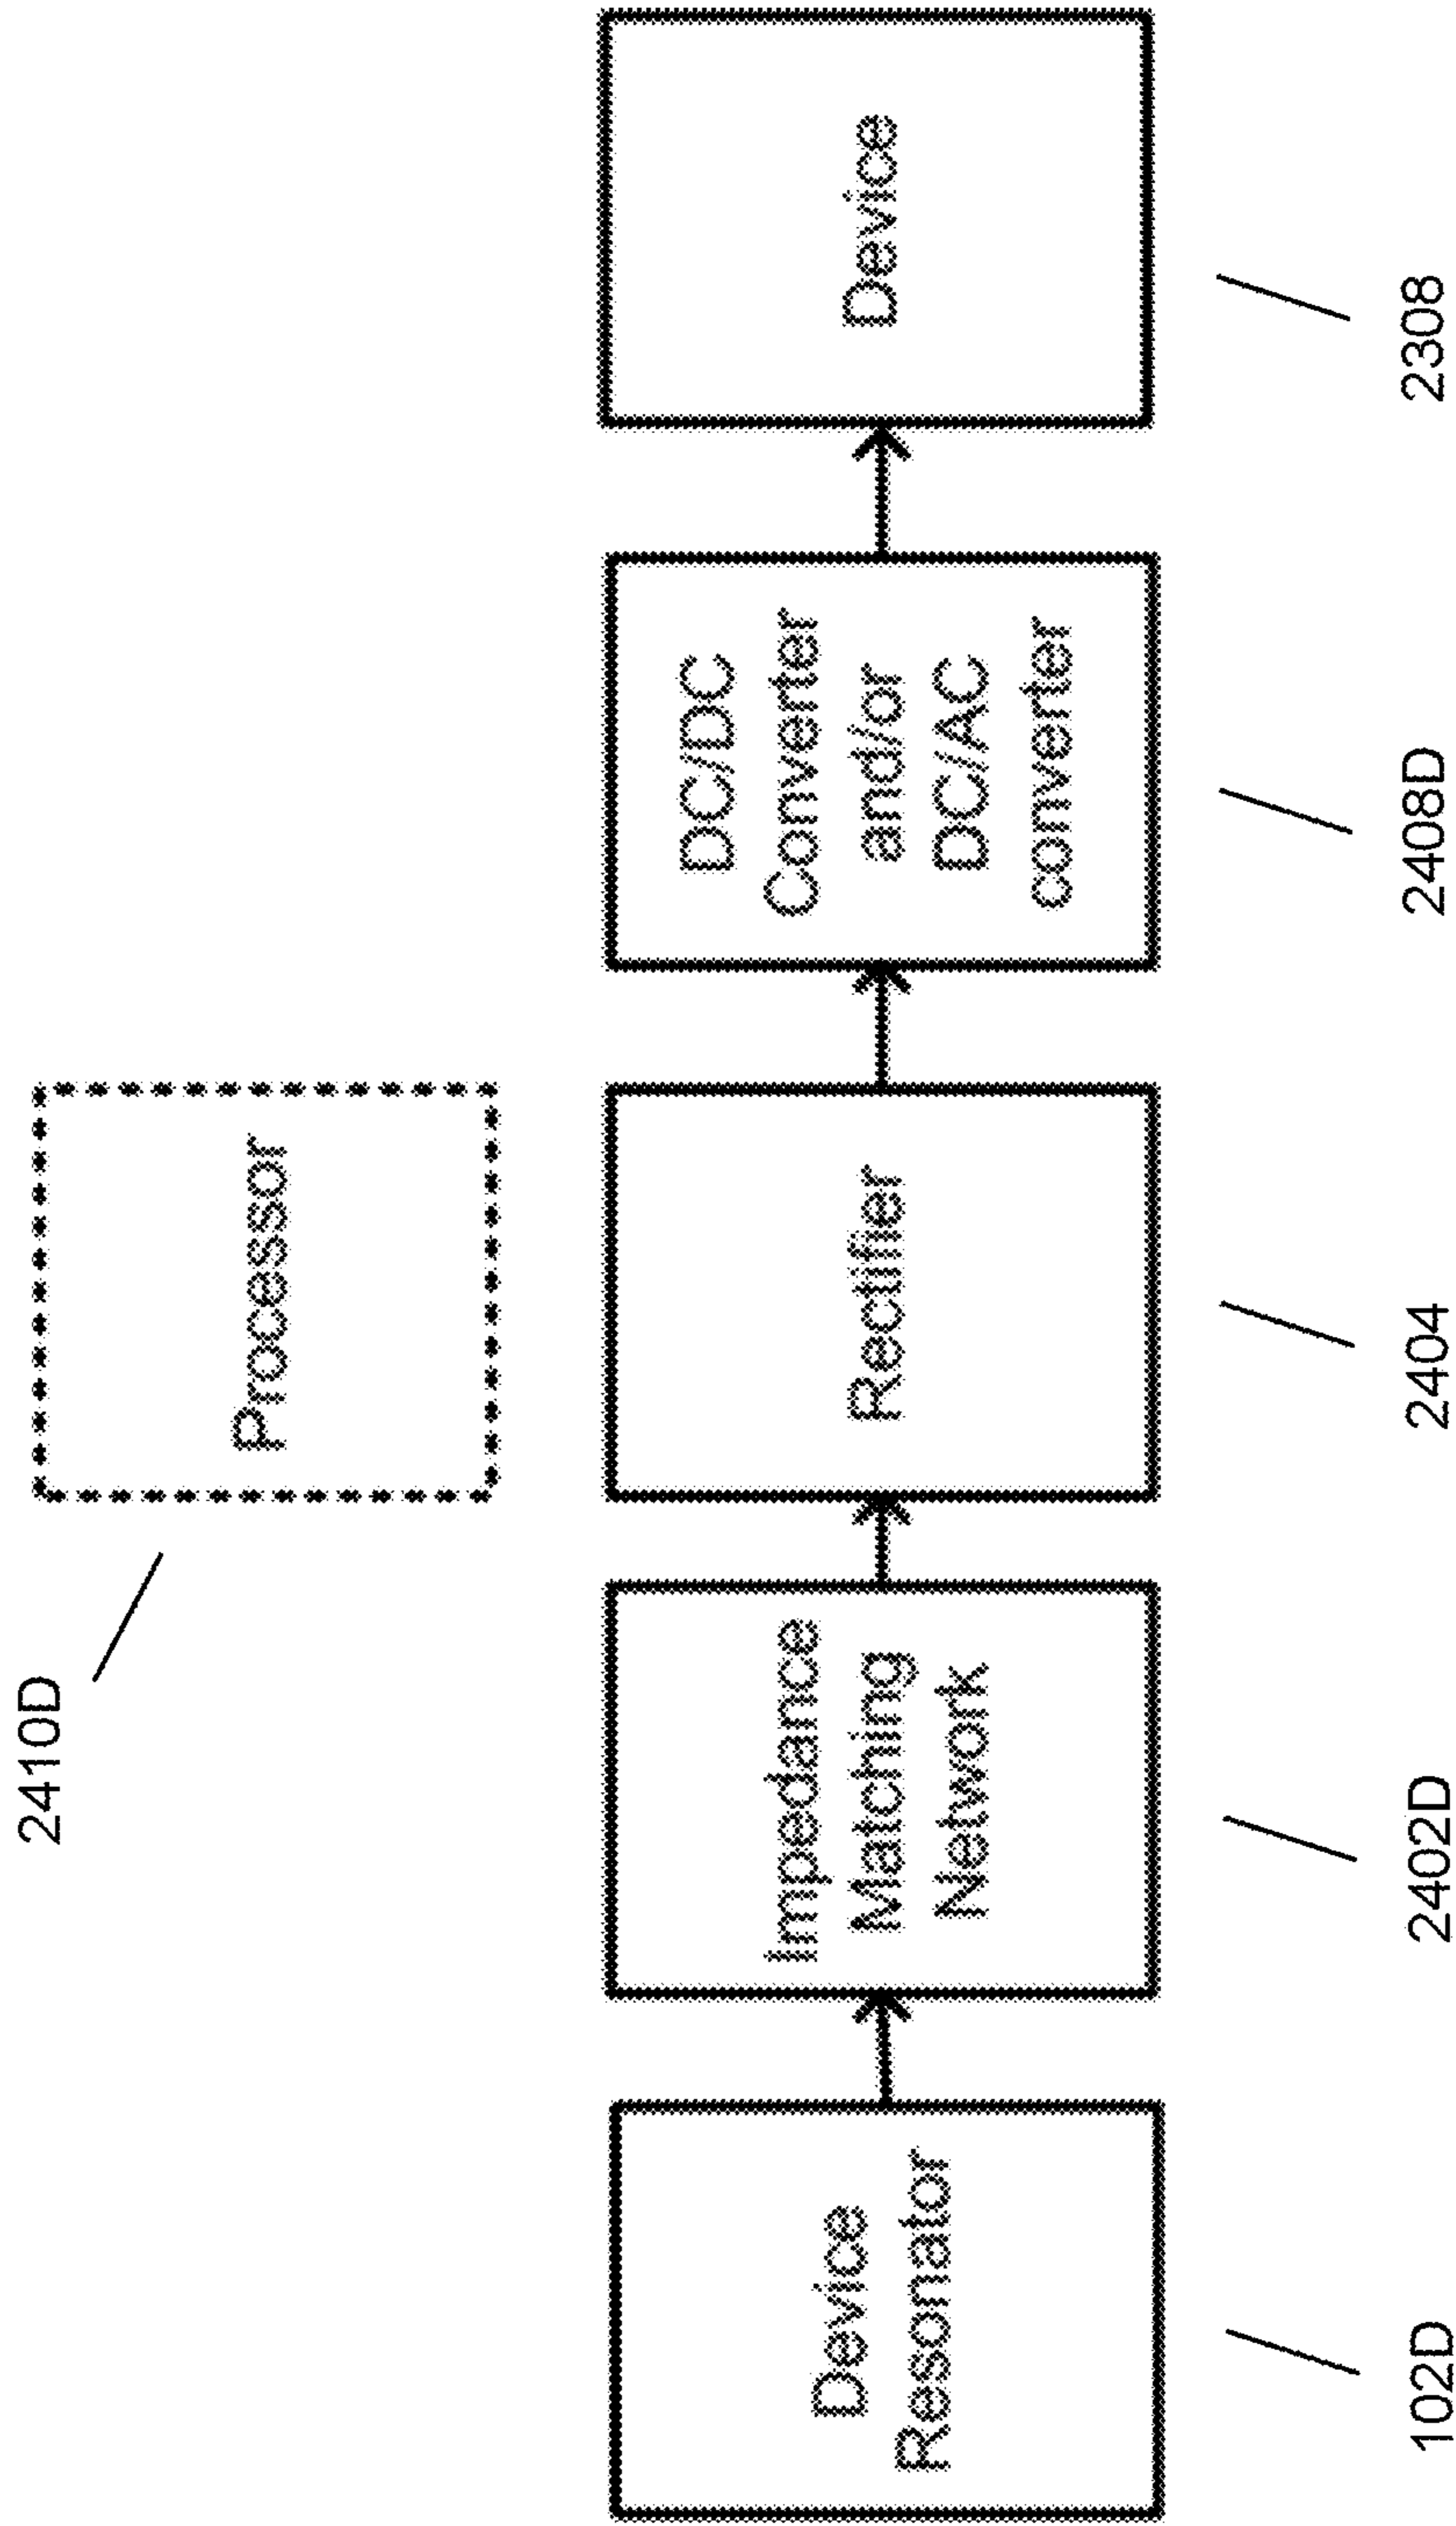 2410D
Processor
Device
Resonator
Impedance
Matching
Network
Rectifier
DC/DC
Converter
and/or
DC/AC
converter
Device
102D
2402D
2404
2408D
2308